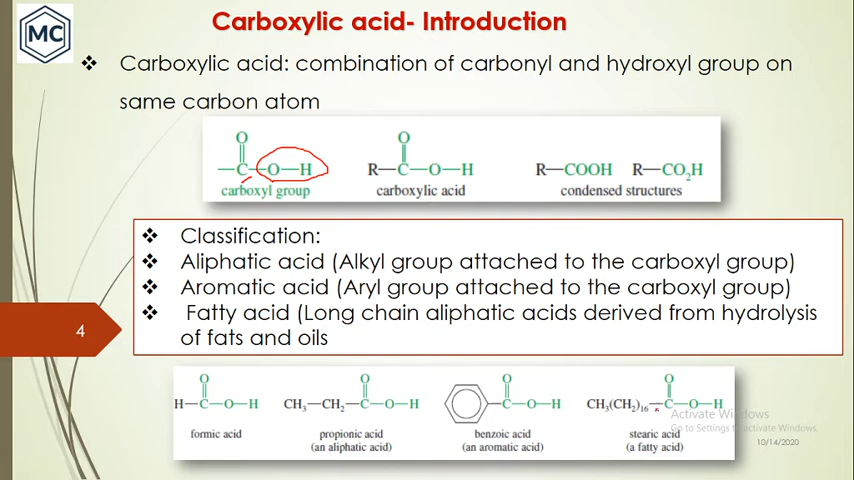 MC
Carboxylic acid- Introduction
❖ Carboxylic acid: combination of carbonyl and hydroxyl group on
same carbon atom
O O
—C—O—H R—C—O—H R—COOH R—CO₂H
carboxyl group carboxylic acid condensed structures
❖ Classification:
❖ Aliphatic acid (Alkyl group attached to the carboxyl group)
❖ Aromatic acid (Aryl group attached to the carboxyl group)
❖ Fatty acid (Long chain aliphatic acids derived from hydrolysis
4
of fats and oils
O O O O
H—C—O—H CH₃—CH₂—C—O—H C—O—H CH₃(CH₂)₁₆—C—O—H
Activate Windows
Go to Settings to activate Windows.
formic acid propionic acid benzoic acid stearic acid
(an aliphatic acid) (an aromatic acid) (a fatty acid)
10/14/2020